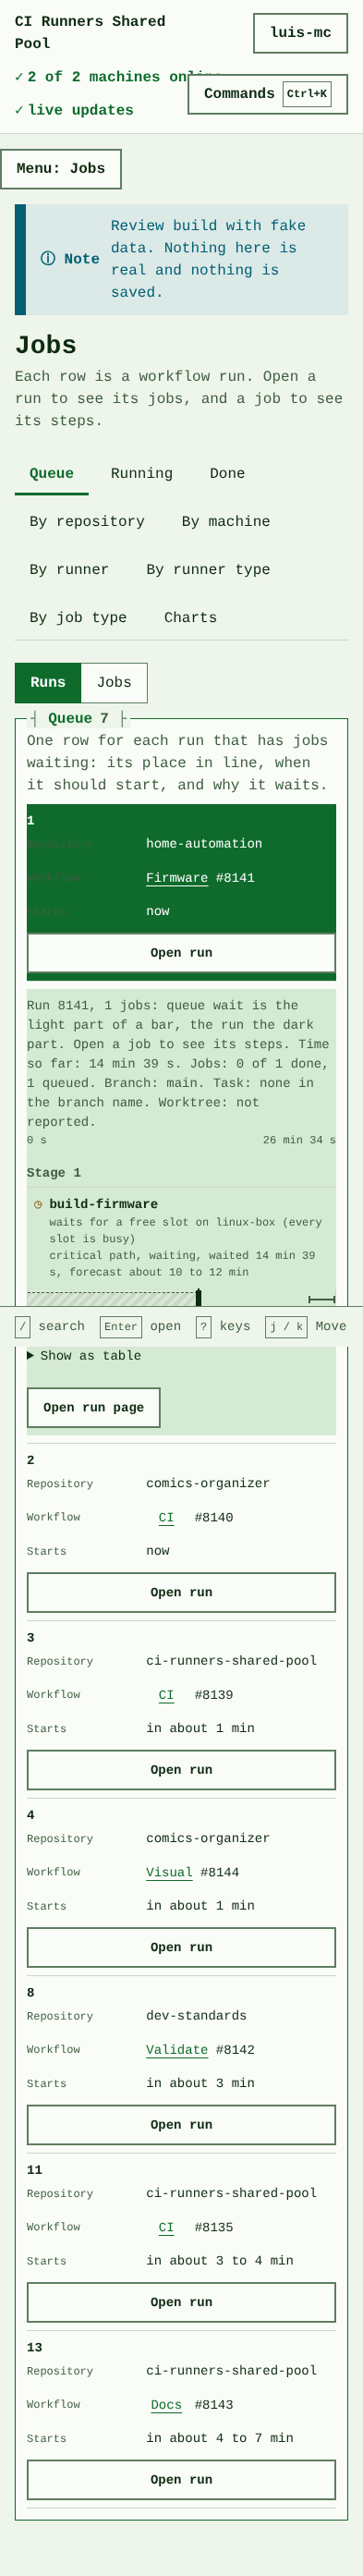 CI Runners Shared
Pool
luis-mc
✓ 2 of 2 machines online
✓ live updates
Commands Ctrl+K
Menu: Jobs
ⓘ Note
Review build with fake
data. Nothing here is
real and nothing is
saved.
Jobs
Each row is a workflow run. Open a
run to see its jobs, and a job to see
its steps.
Queue Running Done
By repository By machine
By runner By runner type
By job type Charts
Runs Jobs
┤ Queue 7 ├
One row for each run that has jobs
waiting: its place in line, when
it should start, and why it waits.
1
Repository home-automation
Workflow Firmware #8141
Starts now
Open run
Run 8141, 1 jobs: queue wait is the
light part of a bar, the run the dark
part. Open a job to see its steps. Time
so far: 14 min 39 s. Jobs: 0 of 1 done,
1 queued. Branch: main. Task: none in
the branch name. Worktree: not
reported.
0 s 26 min 34 s
Stage 1
◷ build-firmware
waits for a free slot on linux-box (every
slot is busy)
critical path, waiting, waited 14 min 39
s, forecast about 10 to 12 min
/ search Enter open ? keys j / k Move
▶ Show as table
Open run page
2
Repository comics-organizer
Workflow CI #8140
Starts now
Open run
3
Repository ci-runners-shared-pool
Workflow CI #8139
Starts in about 1 min
Open run
4
Repository comics-organizer
Workflow Visual #8144
Starts in about 1 min
Open run
8
Repository dev-standards
Workflow Validate #8142
Starts in about 3 min
Open run
11
Repository ci-runners-shared-pool
Workflow CI #8135
Starts in about 3 to 4 min
Open run
13
Repository ci-runners-shared-pool
Workflow Docs #8143
Starts in about 4 to 7 min
Open run